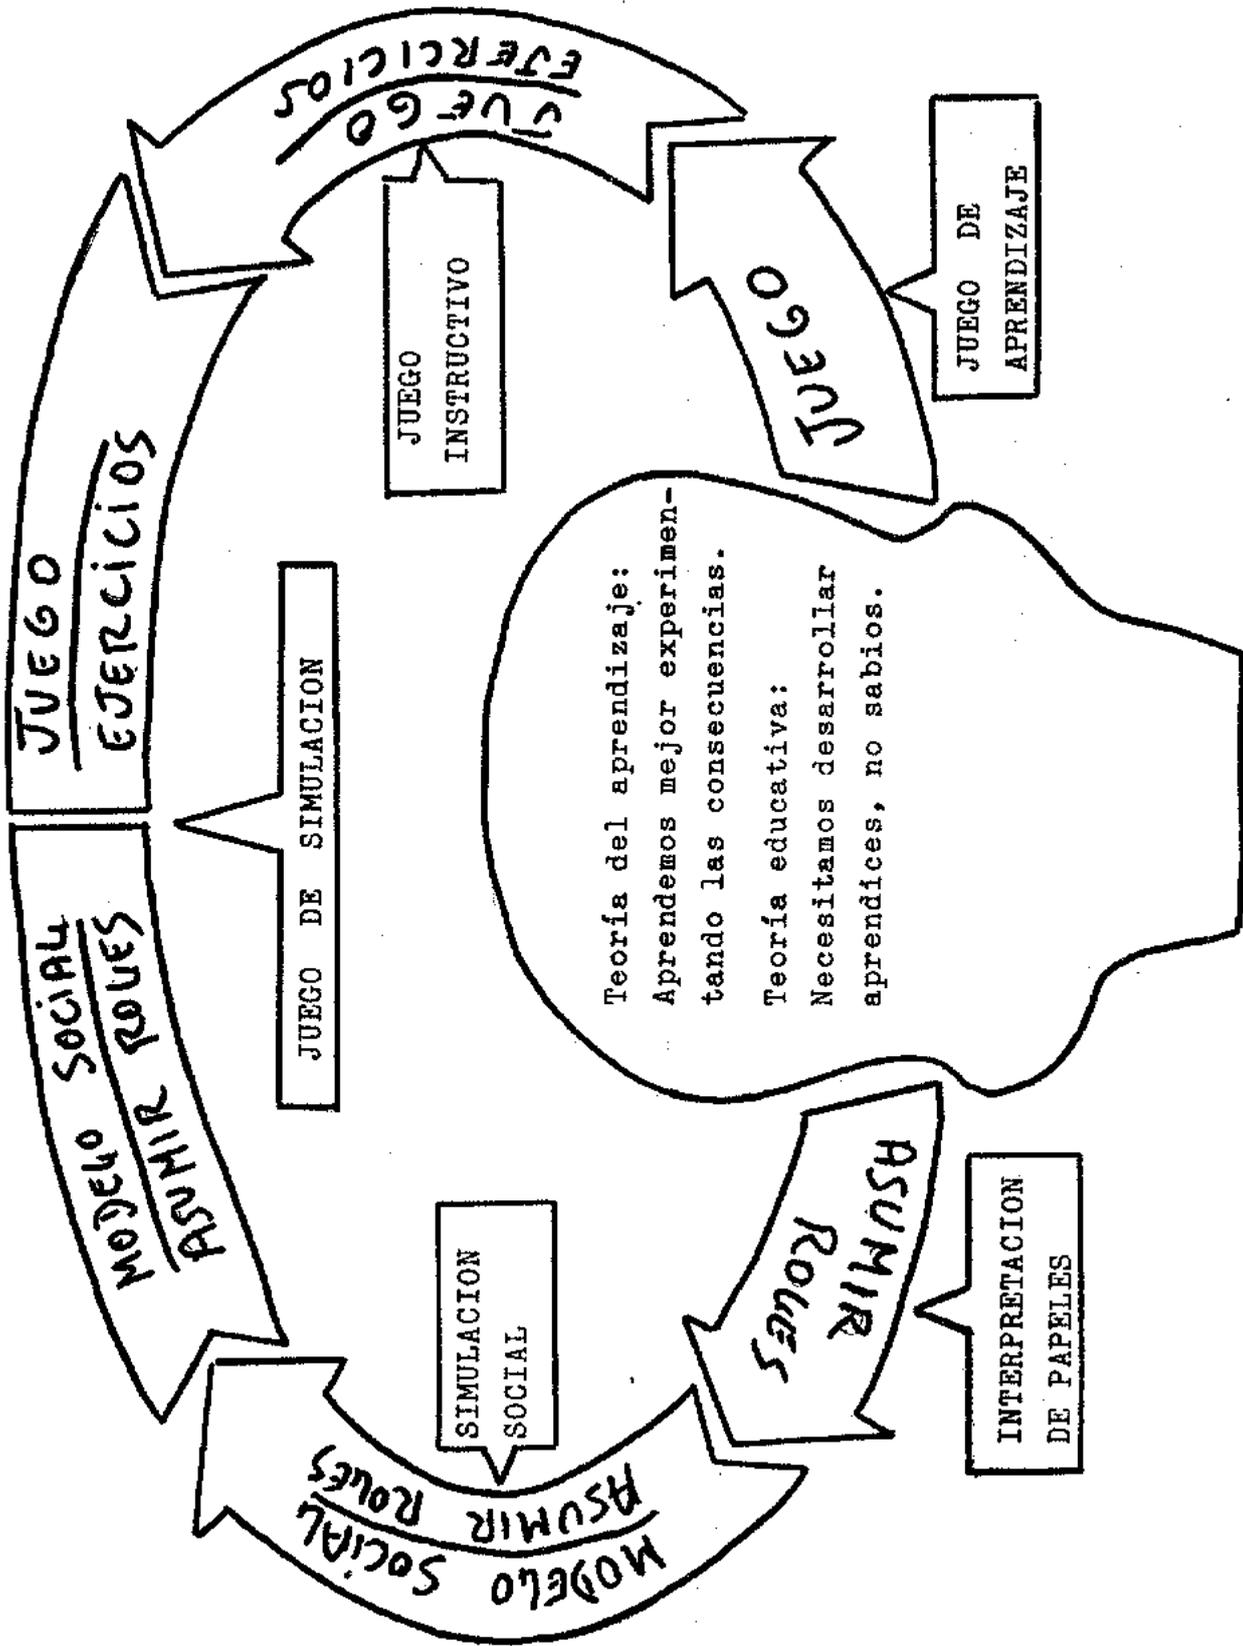 MODELO SOCIAL
ASUMIR ROLES
JUEGO
EJERCICIOS
JUEGO DE SIMULACION
MODELO SOCIAL
ASUMIR ROLES
SIMULACION
SOCIAL
JUEGO
INSTRUCTIVO
JUEGO
EJERCICIOS
Teoría del aprendizaje:
Aprendemos mejor experimen-
tando las consecuencias.
Teoría educativa:
Necesitamos desarrollar
aprendices, no sabios.
ASUMIR
ROLES
JUEGO
INTERPRETACION
DE PAPELES
JUEGO DE
APRENDIZAJE